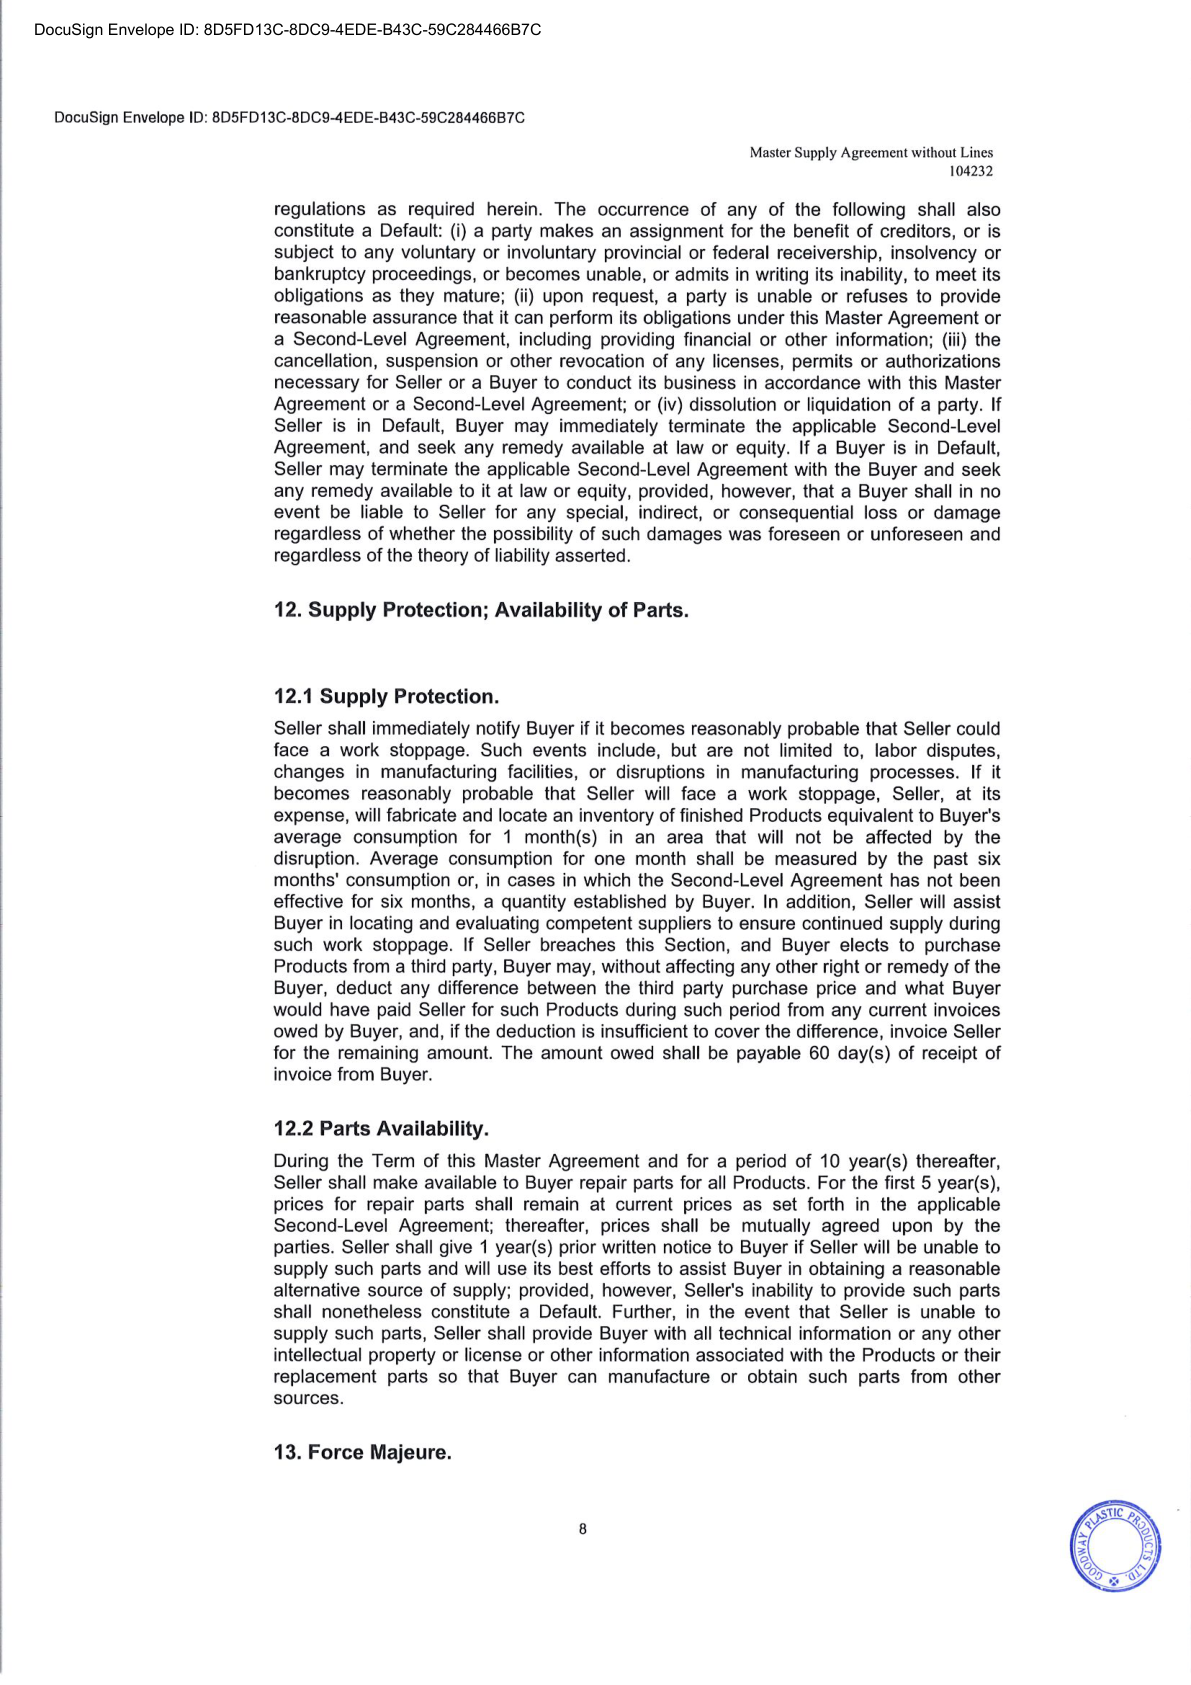 DocuSign Envelope ID: 8D5FD13C-8DC9-4EDE-B43C-59C284466B7C
DocuSign Envelope ID: 8D5FD13C-8DC9-4EDE-B43C-59C284466B7C
Master Supply Agreement without Lines
104232
regulations as required herein. The occurrence of any of the following shall also
constitute a Default: (i) a party makes an assignment for the benefit of creditors, or is
subject to any voluntary or involuntary provincial or federal receivership, insolvency or
bankruptcy proceedings, or becomes unable, or admits in writing its inability, to meet its
obligations as they mature; (ii) upon request, a party is unable or refuses to provide
reasonable assurance that it can perform its obligations under this Master Agreement or
a Second-Level Agreement, including providing financial or other information; (iii) the
cancellation, suspension or other revocation of any licenses, permits or authorizations
necessary for Seller or a Buyer to conduct its business in accordance with this Master
Agreement or a Second-Level Agreement; or (iv) dissolution or liquidation of a party. If
Seller is in Default, Buyer may immediately terminate the applicable Second-Level
Agreement, and seek any remedy available at law or equity. If a Buyer is in Default,
Seller may terminate the applicable Second-Level Agreement with the Buyer and seek
any remedy available to it at law or equity, provided, however, that a Buyer shall in no
event be liable to Seller for any special, indirect, or consequential loss or damage
regardless of whether the possibility of such damages was foreseen or unforeseen and
regardless of the theory of liability asserted.
12. Supply Protection; Availability of Parts.
12.1 Supply Protection.
Seller shall immediately notify Buyer if it becomes reasonably probable that Seller could
face a work stoppage. Such events include, but are not limited to, labor disputes,
changes in manufacturing facilities, or disruptions in manufacturing processes. If it
becomes reasonably probable that Seller will face a work stoppage, Seller, at its
expense, will fabricate and locate an inventory of finished Products equivalent to Buyer's
average consumption for 1 month(s) in an area that will not be affected by the
disruption. Average consumption for one month shall be measured by the past six
months' consumption or, in cases in which the Second-Level Agreement has not been
effective for six months, a quantity established by Buyer. In addition, Seller will assist
Buyer in locating and evaluating competent suppliers to ensure continued supply during
such work stoppage. If Seller breaches this Section, and Buyer elects to purchase
Products from a third party, Buyer may, without affecting any other right or remedy of the
Buyer, deduct any difference between the third party purchase price and what Buyer
would have paid Seller for such Products during such period from any current invoices
owed by Buyer, and, if the deduction is insufficient to cover the difference, invoice Seller
for the remaining amount. The amount owed shall be payable 60 day(s) of receipt of
invoice from Buyer.
12.2 Parts Availability.
During the Term of this Master Agreement and for a period of 10 year(s) thereafter,
Seller shall make available to Buyer repair parts for all Products. For the first 5 year(s),
prices for repair parts shall remain at current prices as set forth in the applicable
Second-Level Agreement; thereafter, prices shall be mutually agreed upon by the
parties. Seller shall give 1 year(s) prior written notice to Buyer if Seller will be unable to
supply such parts and will use its best efforts to assist Buyer in obtaining a reasonable
alternative source of supply; provided, however, Seller's inability to provide such parts
shall nonetheless constitute a Default. Further, in the event that Seller is unable to
supply such parts, Seller shall provide Buyer with all technical information or any other
intellectual property or license or other information associated with the Products or their
replacement parts so that Buyer can manufacture or obtain such parts from other
sources.
13. Force Majeure.
8
GOODWAY PLASTIC PRODUCTS LTD.